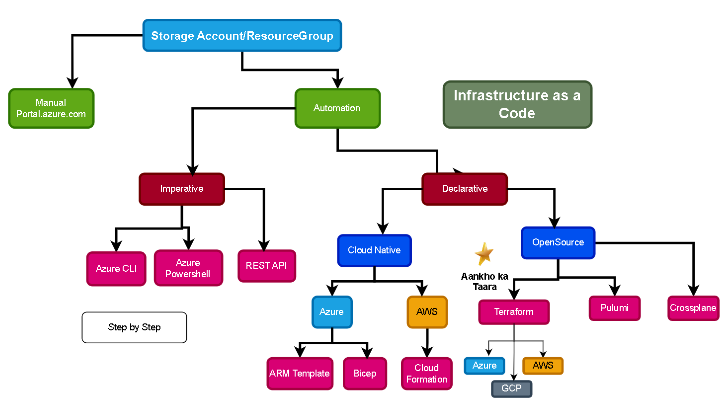 Storage Account/ResourceGroup
Manual
Portal.azure.com
Automation
Infrastructure as a
Code
Imperative
Declarative
Azure CLI
Azure
Powershell
REST API
Cloud Native
OpenSource
Aankho ka
Taara
Azure
AWS
Terraform
Pulumi
Crossplane
Step by Step
ARM Template
Bicep
Cloud
Formation
Azure
AWS
GCP